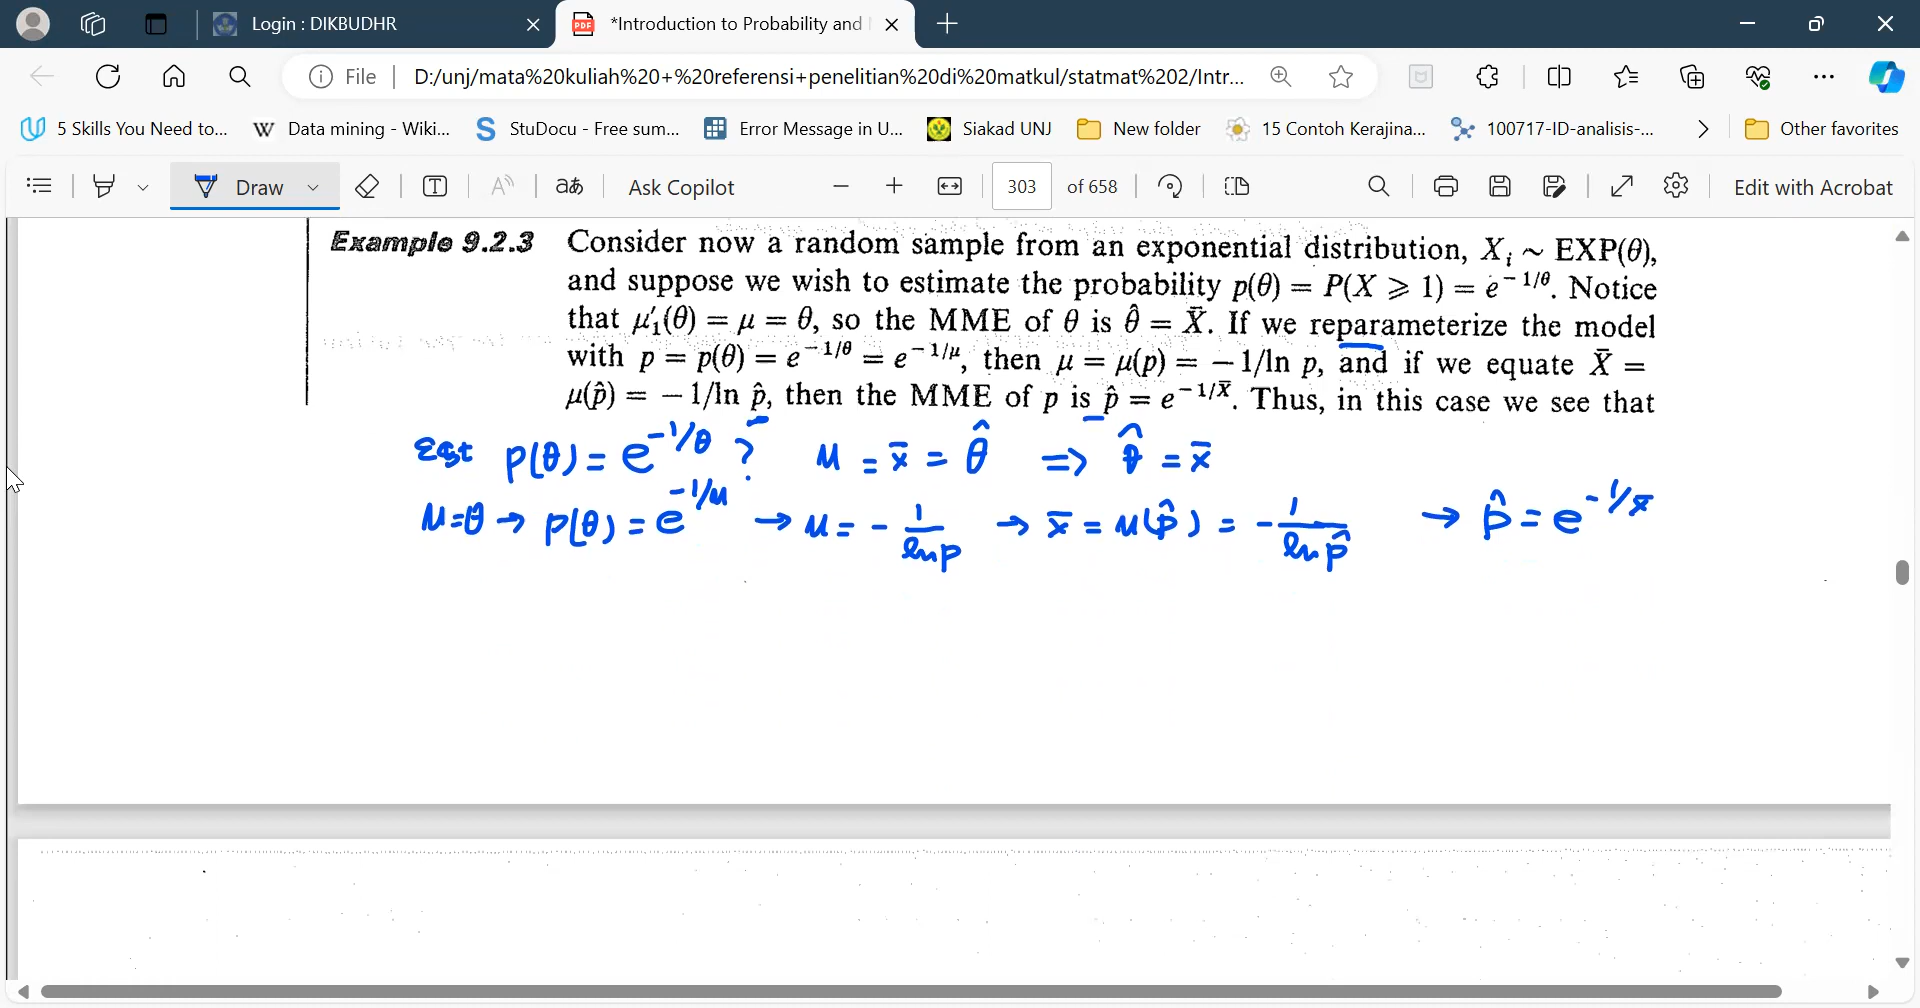 Login : DIKBUDHR
*Introduction to Probability and
File
D:/unj/mata%20kuliah%20+%20referensi+penelitian%20di%20matkul/statmat%202/Intr...
5 Skills You Need to...
Data mining - Wiki...
StuDocu - Free sum...
Error Message in U...
Siakad UNJ
New folder
15 Contoh Kerajina...
100717-ID-analisis-...
Other favorites
Draw
aあ
Ask Copilot
303
of 658
Edit with Acrobat
Example 9.2.3 Consider now a random sample from an exponential distribution, Xᵢ ~ EXP(θ),
and suppose we wish to estimate the probability p(θ) = P(X ⩾ 1) = e^{-1/θ}. Notice
that μ′₁(θ) = μ = θ, so the MME of θ is θ̂ = X̄. If we reparameterize the model
with p = p(θ) = e^{-1/θ} = e^{-1/μ}, then μ = μ(p) = −1/ln p, and if we equate X̄ =
μ(p̂) = −1/ln p̂, then the MME of p is p̂ = e^{-1/X̄}. Thus, in this case we see that
Est p(θ) = e^{-1/θ} ? μ = x̄ = θ̂ ⇒ θ̂ = x̄
μ=θ → p(θ) = e^{-1/μ} → μ = - 1/ln p → x̄ = μ(p̂) = - 1/ln p̂ → p̂ = e^{-1/x̄}